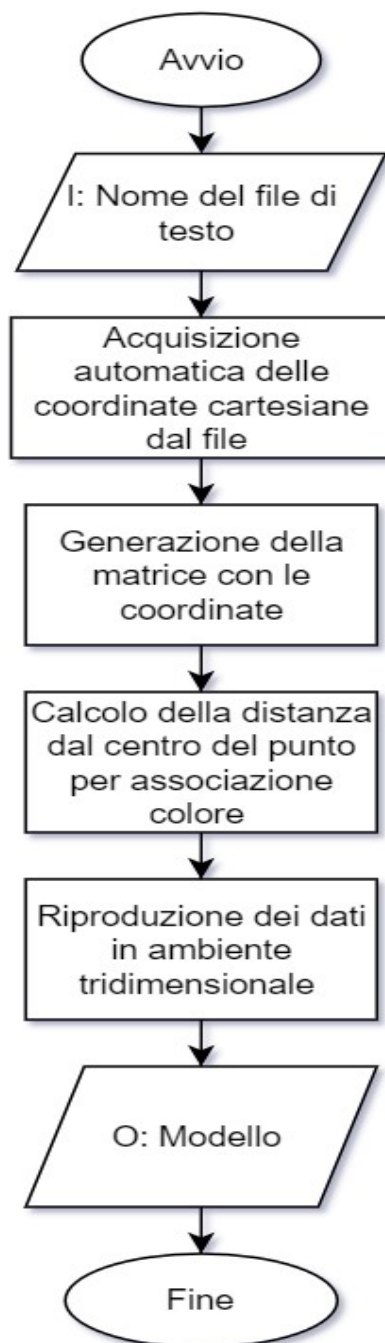 Avvio
I: Nome del file di
testo
Acquisizione
automatica delle
coordinate cartesiane
dal file
Generazione della
matrice con le
coordinate
Calcolo della distanza
dal centro del punto
per associazione
colore
Riproduzione dei dati
in ambiente
tridimensionale
O: Modello
Fine